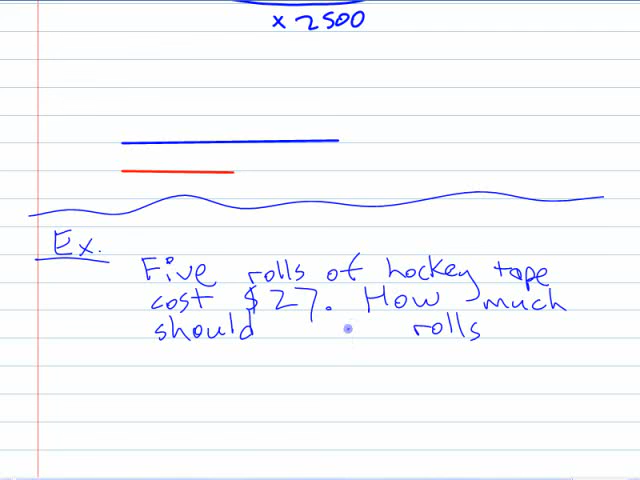 x 2500
Ex.
Five rolls of hockey tape
cost $27. How much
should rolls